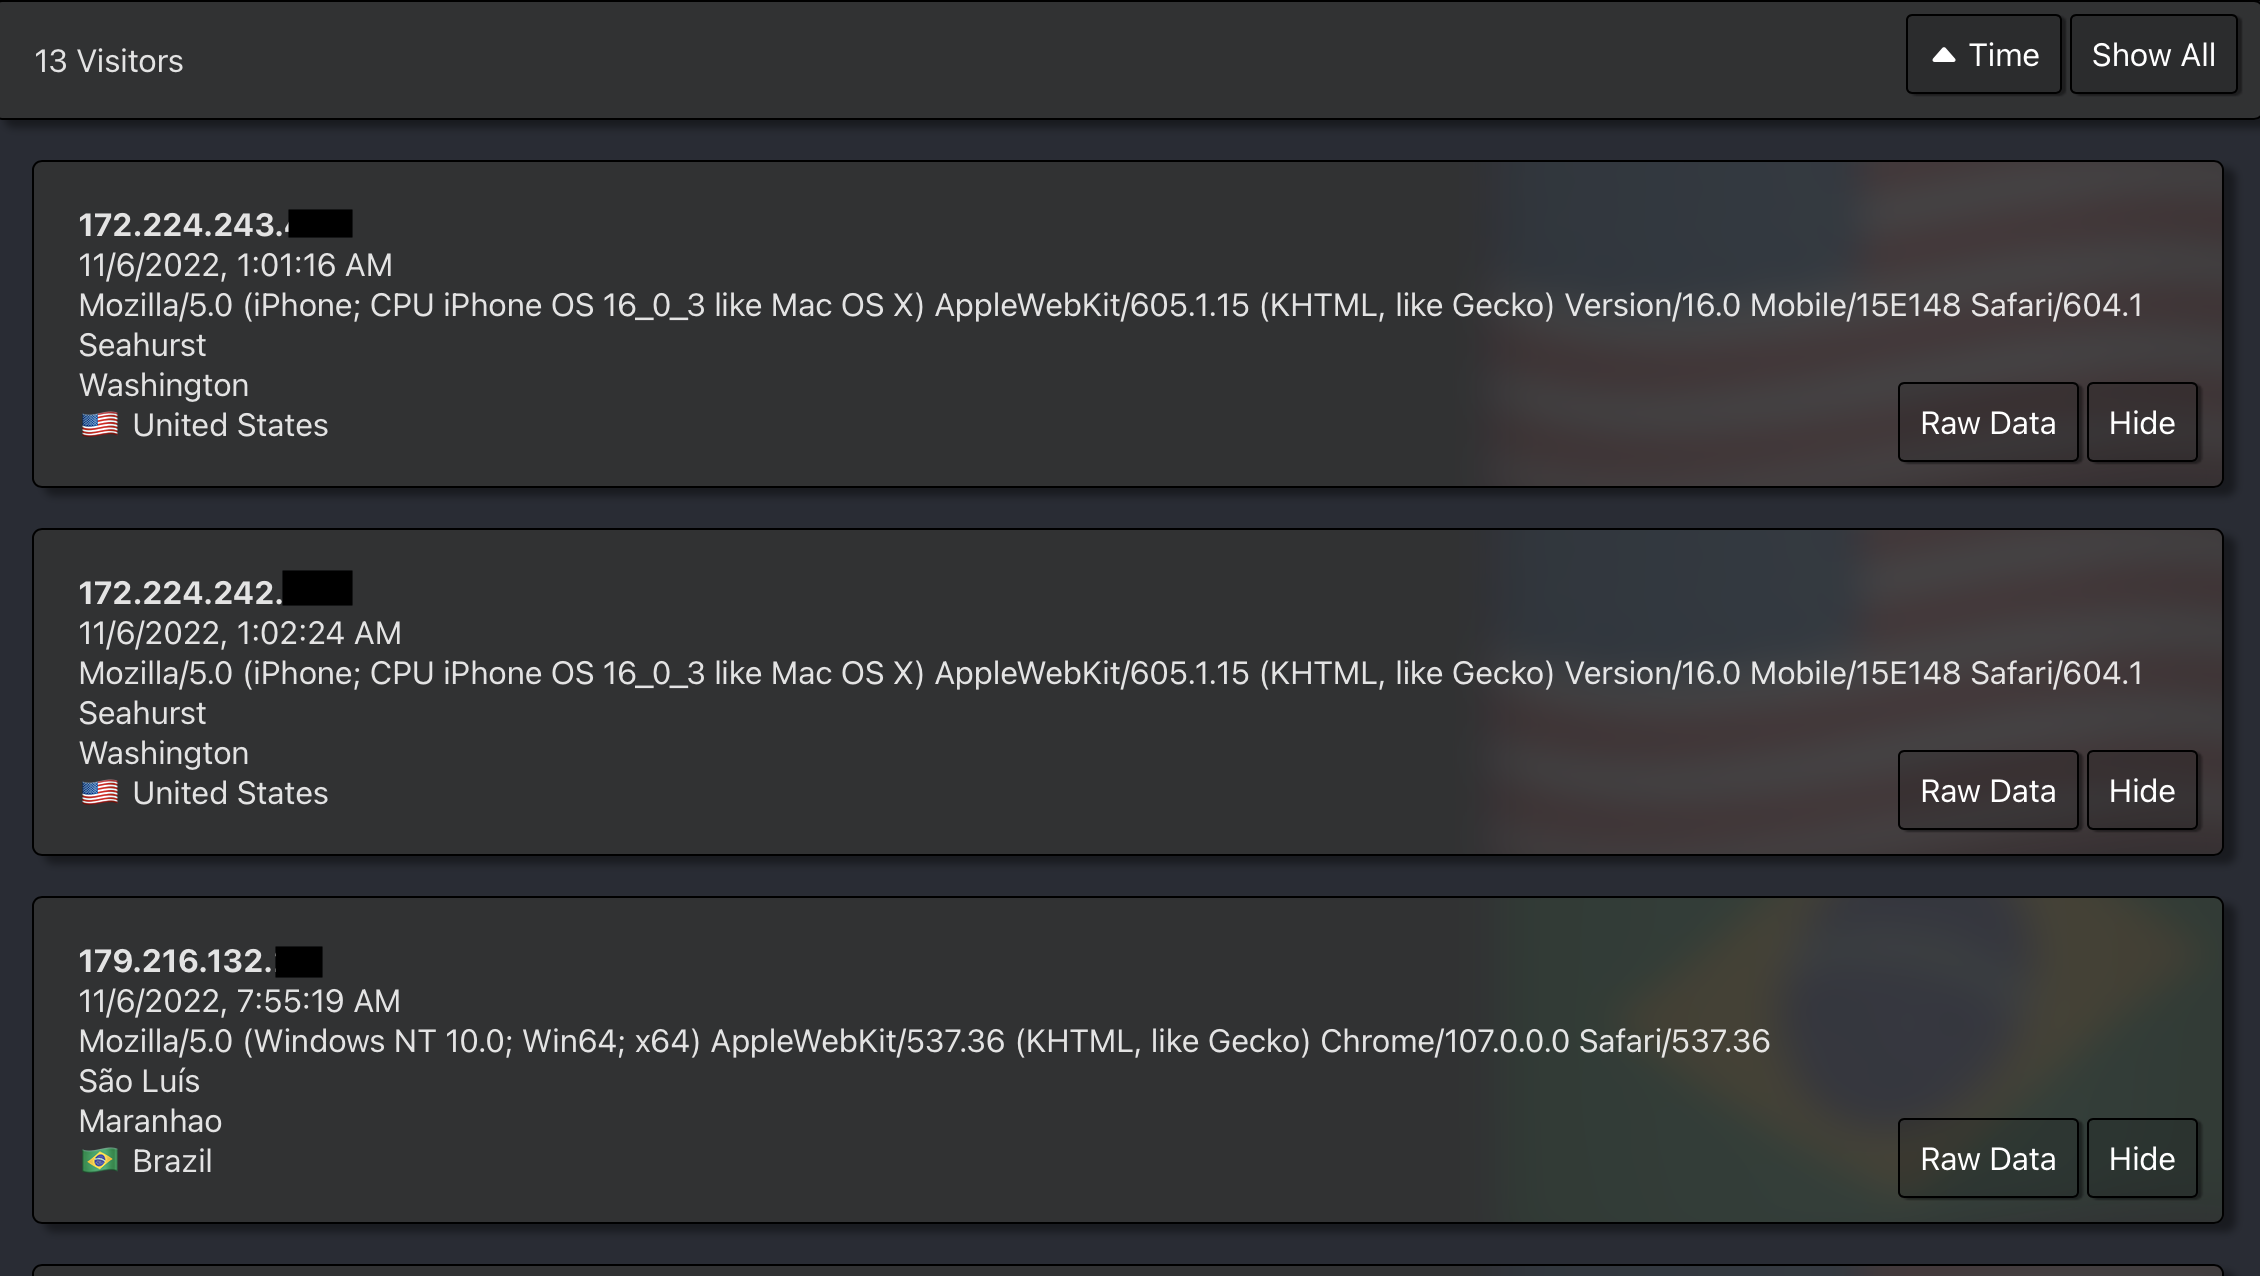 13 Visitors
Time
Show All
172.224.243.
11/6/2022, 1:01:16 AM
Mozilla/5.0 (iPhone; CPU iPhone OS 16_0_3 like Mac OS X) AppleWebKit/605.1.15 (KHTML, like Gecko) Version/16.0 Mobile/15E148 Safari/604.1
Seahurst
Washington
United States
Raw Data
Hide
172.224.242.
11/6/2022, 1:02:24 AM
Mozilla/5.0 (iPhone; CPU iPhone OS 16_0_3 like Mac OS X) AppleWebKit/605.1.15 (KHTML, like Gecko) Version/16.0 Mobile/15E148 Safari/604.1
Seahurst
Washington
United States
Raw Data
Hide
179.216.132.
11/6/2022, 7:55:19 AM
Mozilla/5.0 (Windows NT 10.0; Win64; x64) AppleWebKit/537.36 (KHTML, like Gecko) Chrome/107.0.0.0 Safari/537.36
São Luís
Maranhao
Brazil
Raw Data
Hide